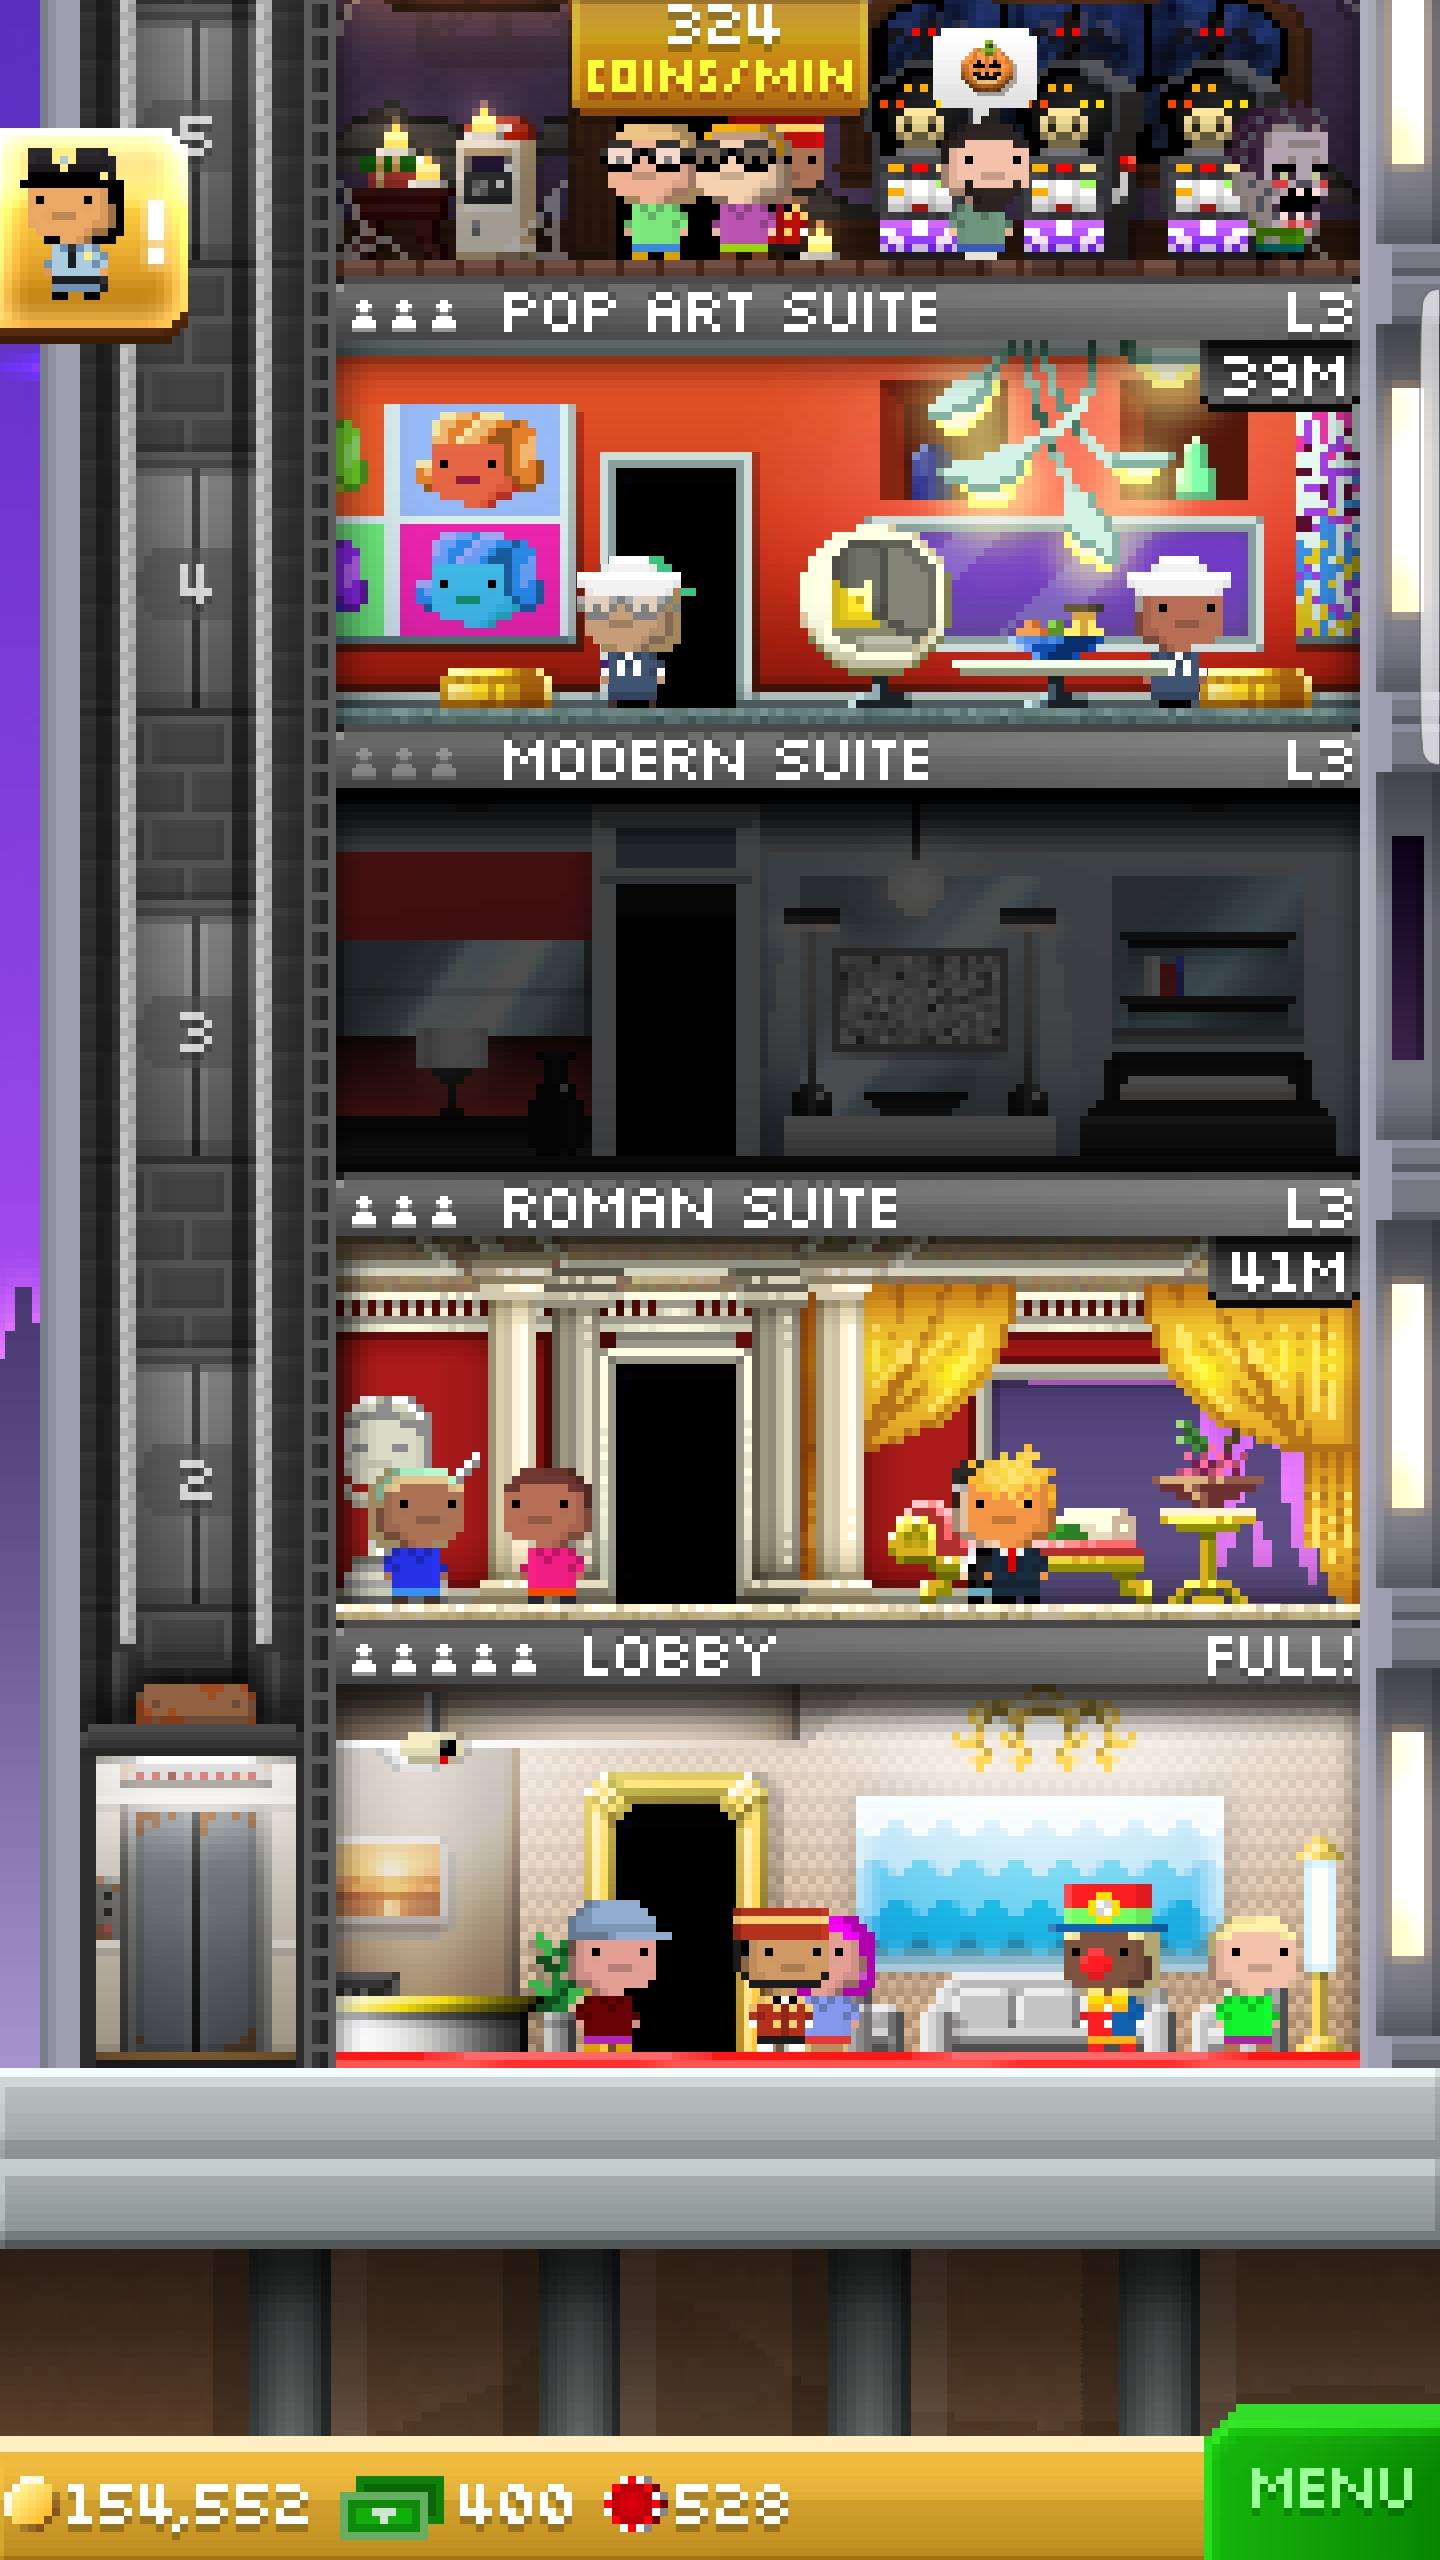 324
COINS/MIN
5
!
POP ART SUITE L3
39M
4
MODERN SUITE L3
3
ROMAN SUITE L3
41M
2
LOBBY FULL!
154,552 400 528
MENU